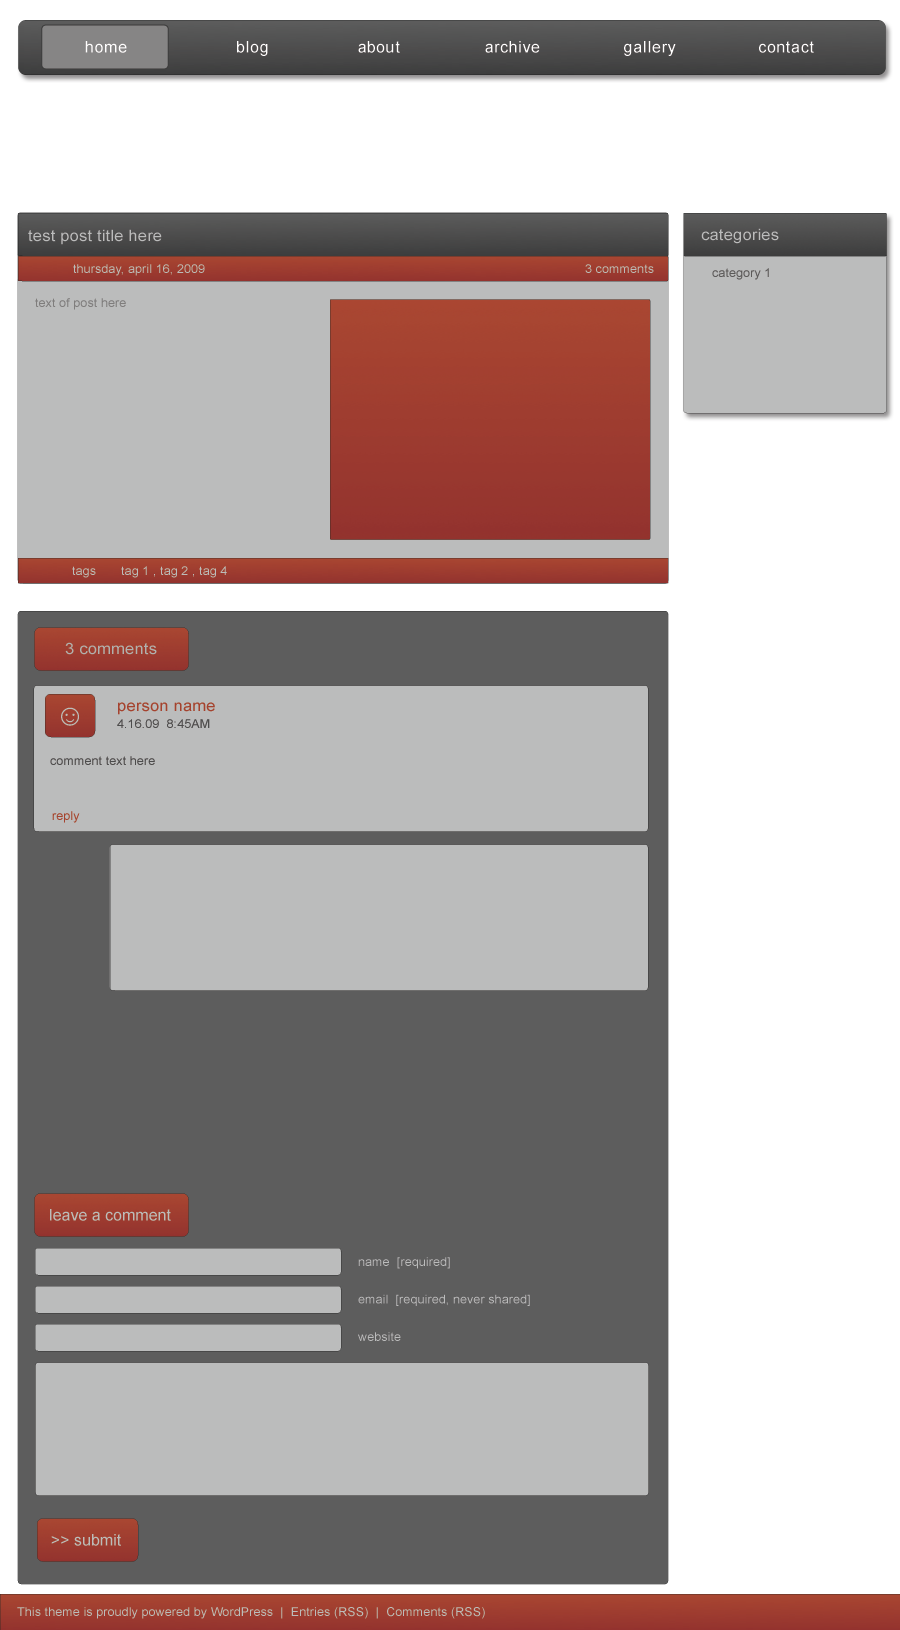 home blog about archive gallery contact
test post title here
thursday, april 16, 2009 3 comments
text of post here
tags tag 1 , tag 2 , tag 4
categories
category 1
3 comments
person name
4.16.09 8:45AM
comment text here
reply
leave a comment
name [required]
email [required, never shared]
website
>> submit
This theme is proudly powered by WordPress | Entries (RSS) | Comments (RSS)